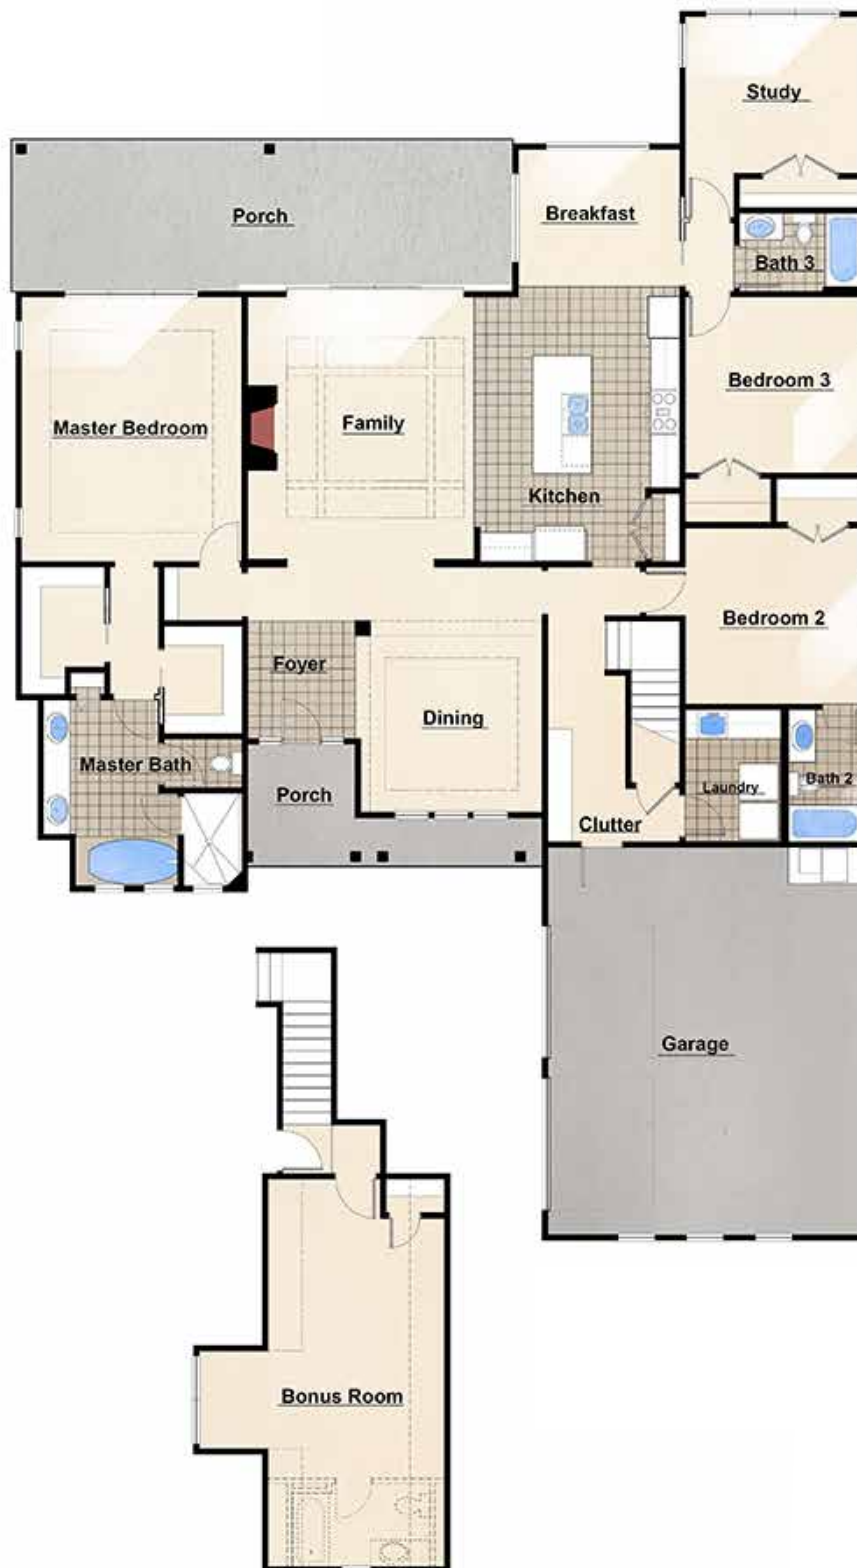 Study
Porch
Breakfast
Bath 3
Bedroom 3
Master Bedroom
Family
Kitchen
Bedroom 2
Foyer
Dining
Master Bath
Laundry
Bath 2
Porch
Clutter
Garage
Bonus Room